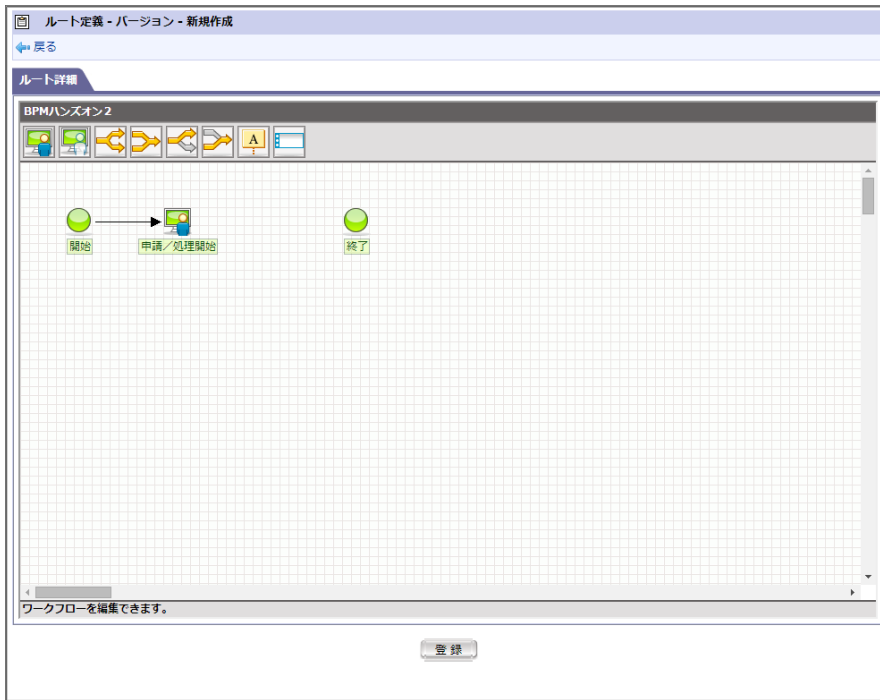 ルート定義 - バージョン - 新規作成
戻る
ルート詳細
BPMハンズオン2
A
開始
申請／処理開始
終了
ワークフローを編集できます。
登録